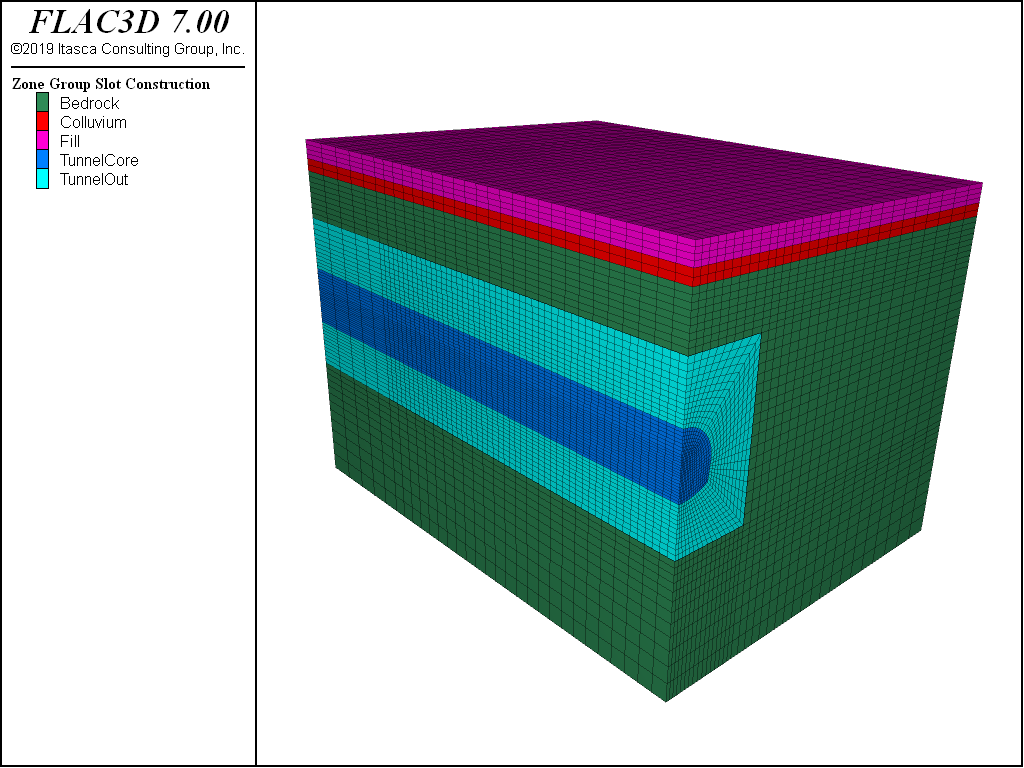 FLAC3D 7.00
©2019 Itasca Consulting Group, Inc.
Zone Group Slot Construction
Bedrock
Colluvium
Fill
TunnelCore
TunnelOut